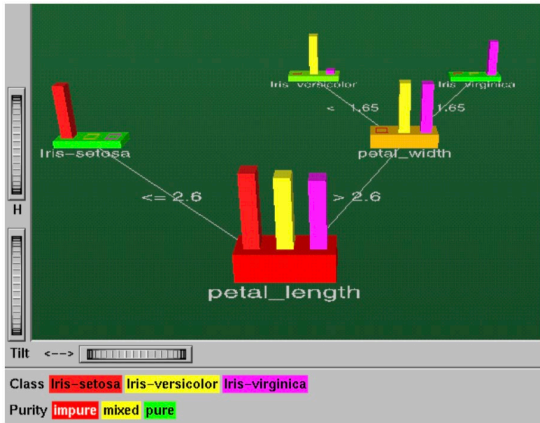 Iris versicolor Iris virginica
< 1.65 1.65
Iris-setosa petal_width
<= 2.6 > 2.6
H
petal_length
Tilt <-->
Class Iris-setosa Iris-versicolor Iris-virginica
Purity impure mixed pure